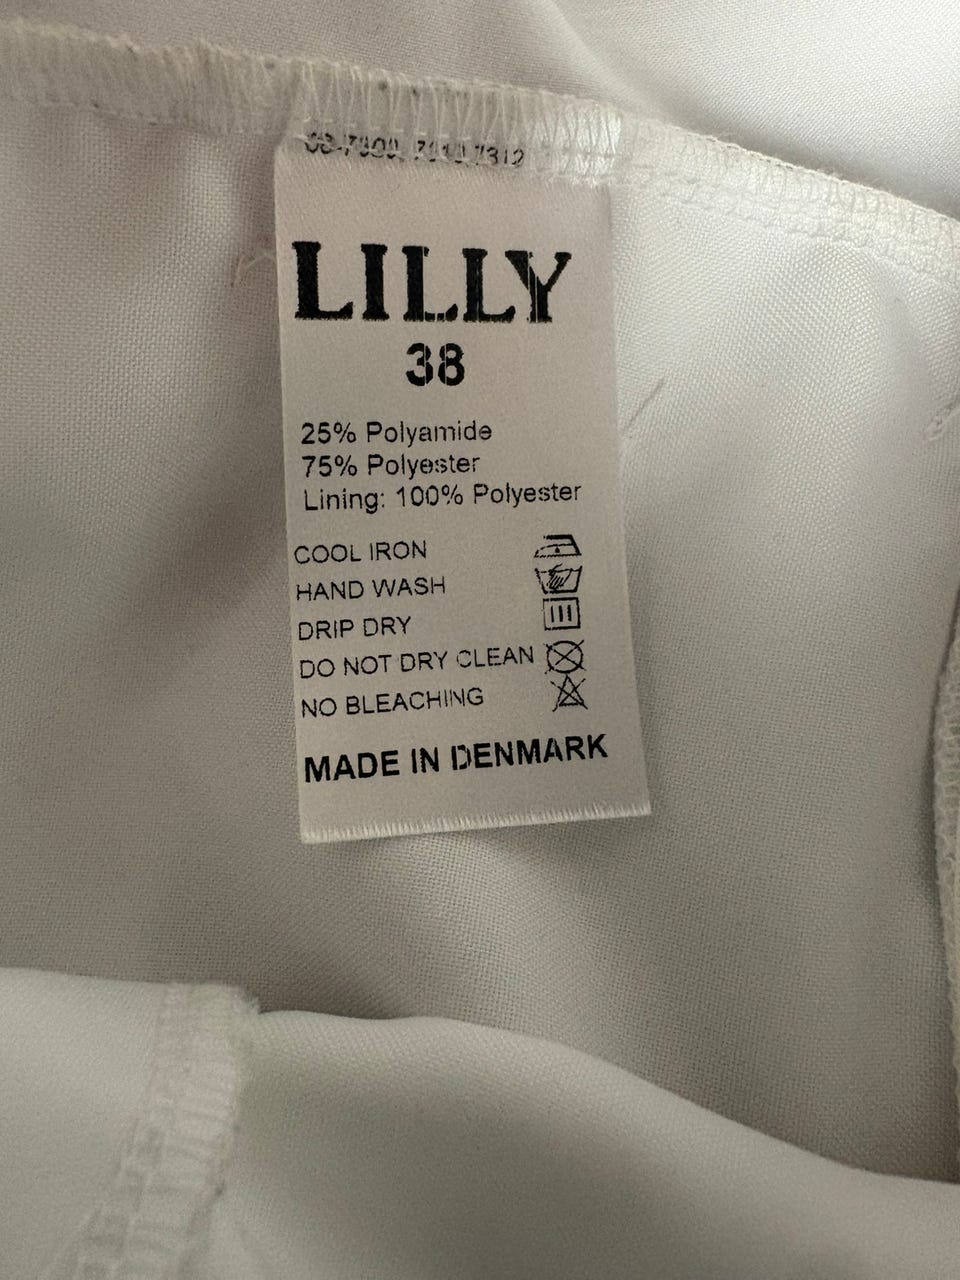 LILLY
38
25% Polyamide
75% Polyester
Lining: 100% Polyester
COOL IRON
HAND WASH
DRIP DRY
DO NOT DRY CLEAN
NO BLEACHING
MADE IN DENMARK